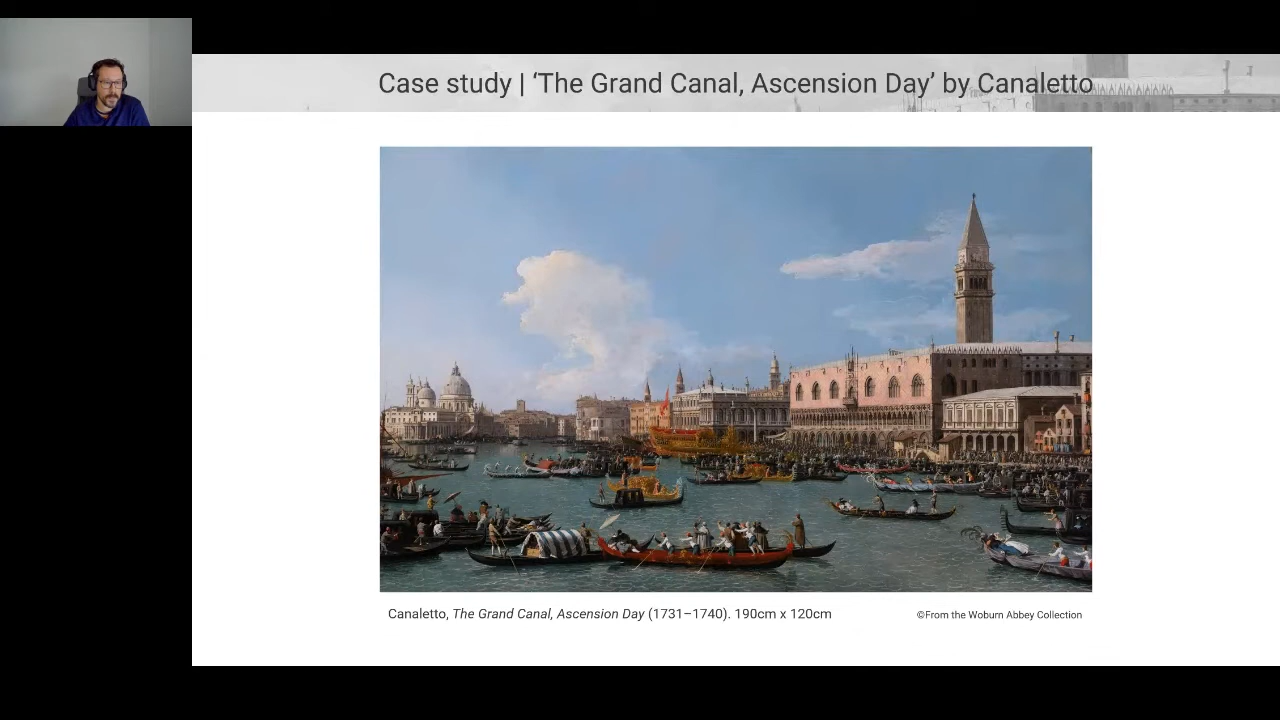 Case study | ‘The Grand Canal, Ascension Day’ by Canaletto
Canaletto, The Grand Canal, Ascension Day (1731–1740). 190cm x 120cm
©From the Woburn Abbey Collection